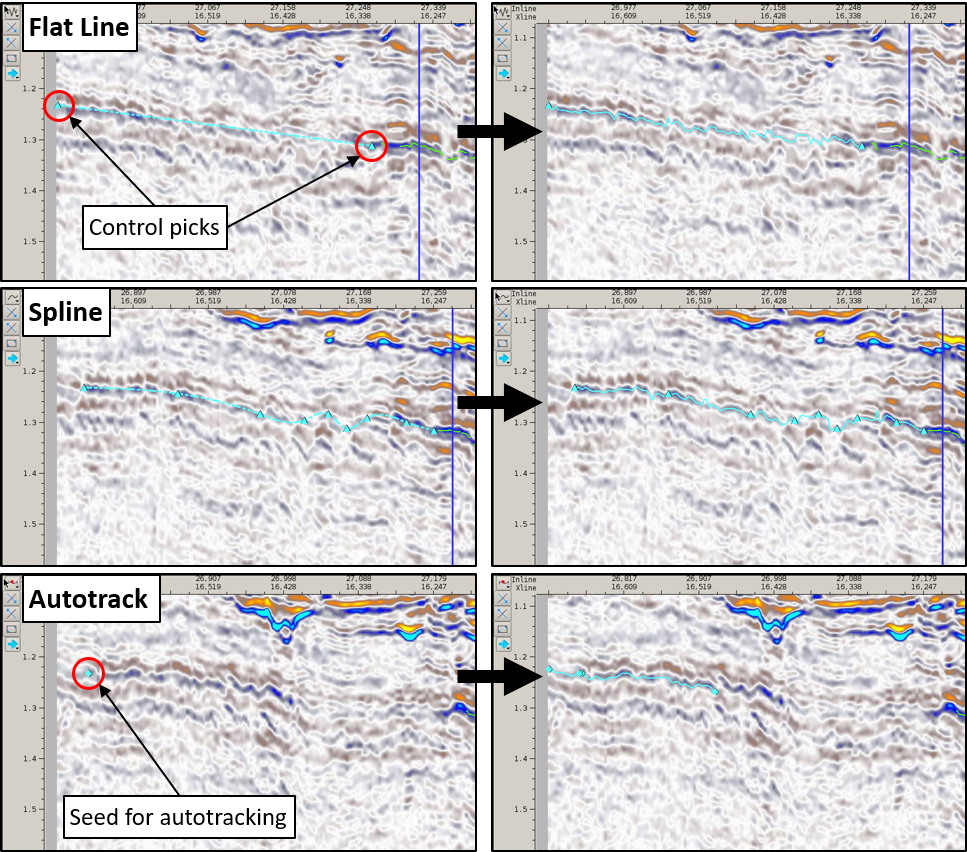 Flat Line
77 27,067 27,158 27,248 27,339
09 16,519 16,428 16,338 16,247
1.2
1.3
1.4
1.5
Control picks
Inline 26,977 27,067 27,158 27,248 27,339
Xline 16,609 16,519 16,428 16,338 16,247
1.1
1.2
1.4
1.5
Spline
26,897 26,987 27,078 27,168 27,259
16,609 16,519 16,428 16,338 16,247
1.2
1.3
1.4
1.5
Inline 26,897 26,987 27,078 27,168 27,259
Xline 16,609 16,519 16,428 16,338 16,247
1.1
1.2
1.3
1.4
1.5
Autotrack
26,907 26,998 27,088 27,179
16,519 16,428 16,338 16,247
1.2
1.3
1.4
1.5
Seed for autotracking
Inline 26,817 26,907 26,998 27,088 27,179
Xline 16,609 16,519 16,428 16,338 16,247
1.1
1.2
1.3
1.4
1.5